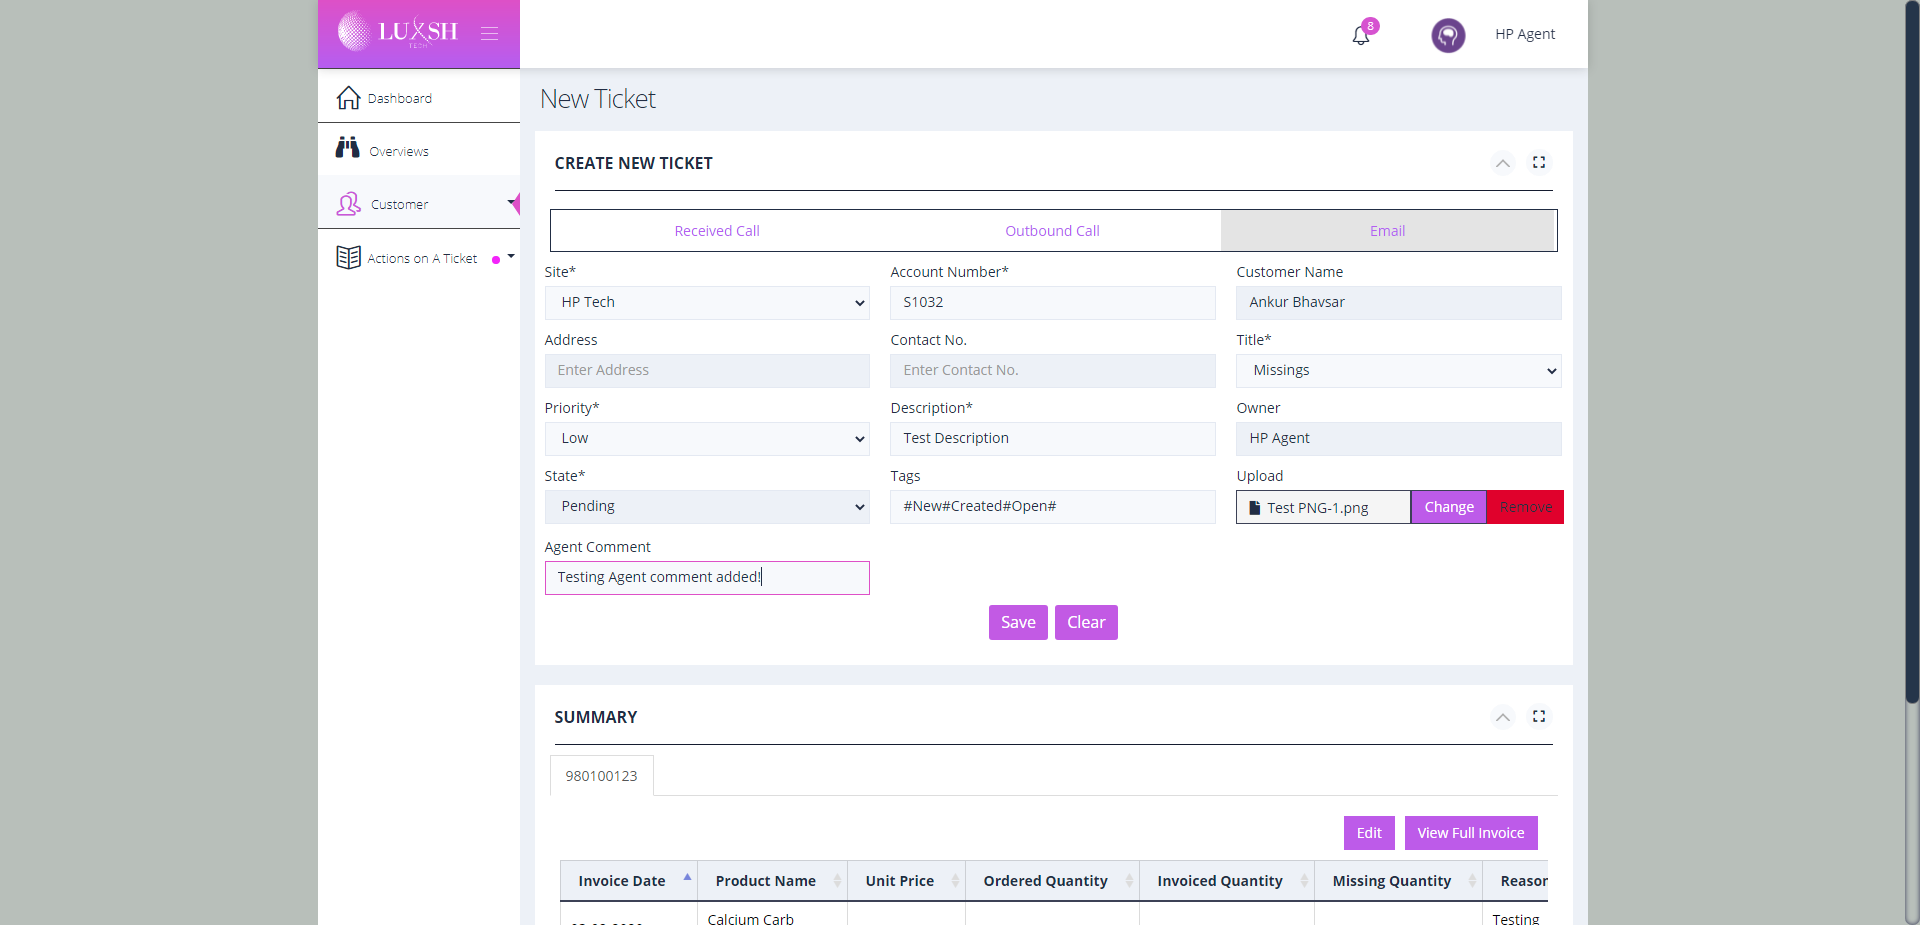 LUXSH
TECH
8
HP Agent
Dashboard
Overviews
Customer
Actions on A Ticket
New Ticket
CREATE NEW TICKET
Received Call
Outbound Call
Email
Site*
Account Number*
Customer Name
HP Tech
S1032
Ankur Bhavsar
Address
Contact No.
Title*
Enter Address
Enter Contact No.
Missings
Priority*
Description*
Owner
Low
Test Description
HP Agent
State*
Tags
Upload
Pending
#New#Created#Open#
Test PNG-1.png
Change
Remove
Agent Comment
Testing Agent comment added!
Save
Clear
SUMMARY
980100123
Edit
View Full Invoice
Invoice Date
Product Name
Unit Price
Ordered Quantity
Invoiced Quantity
Missing Quantity
Reason
Calcium Carb
Testing